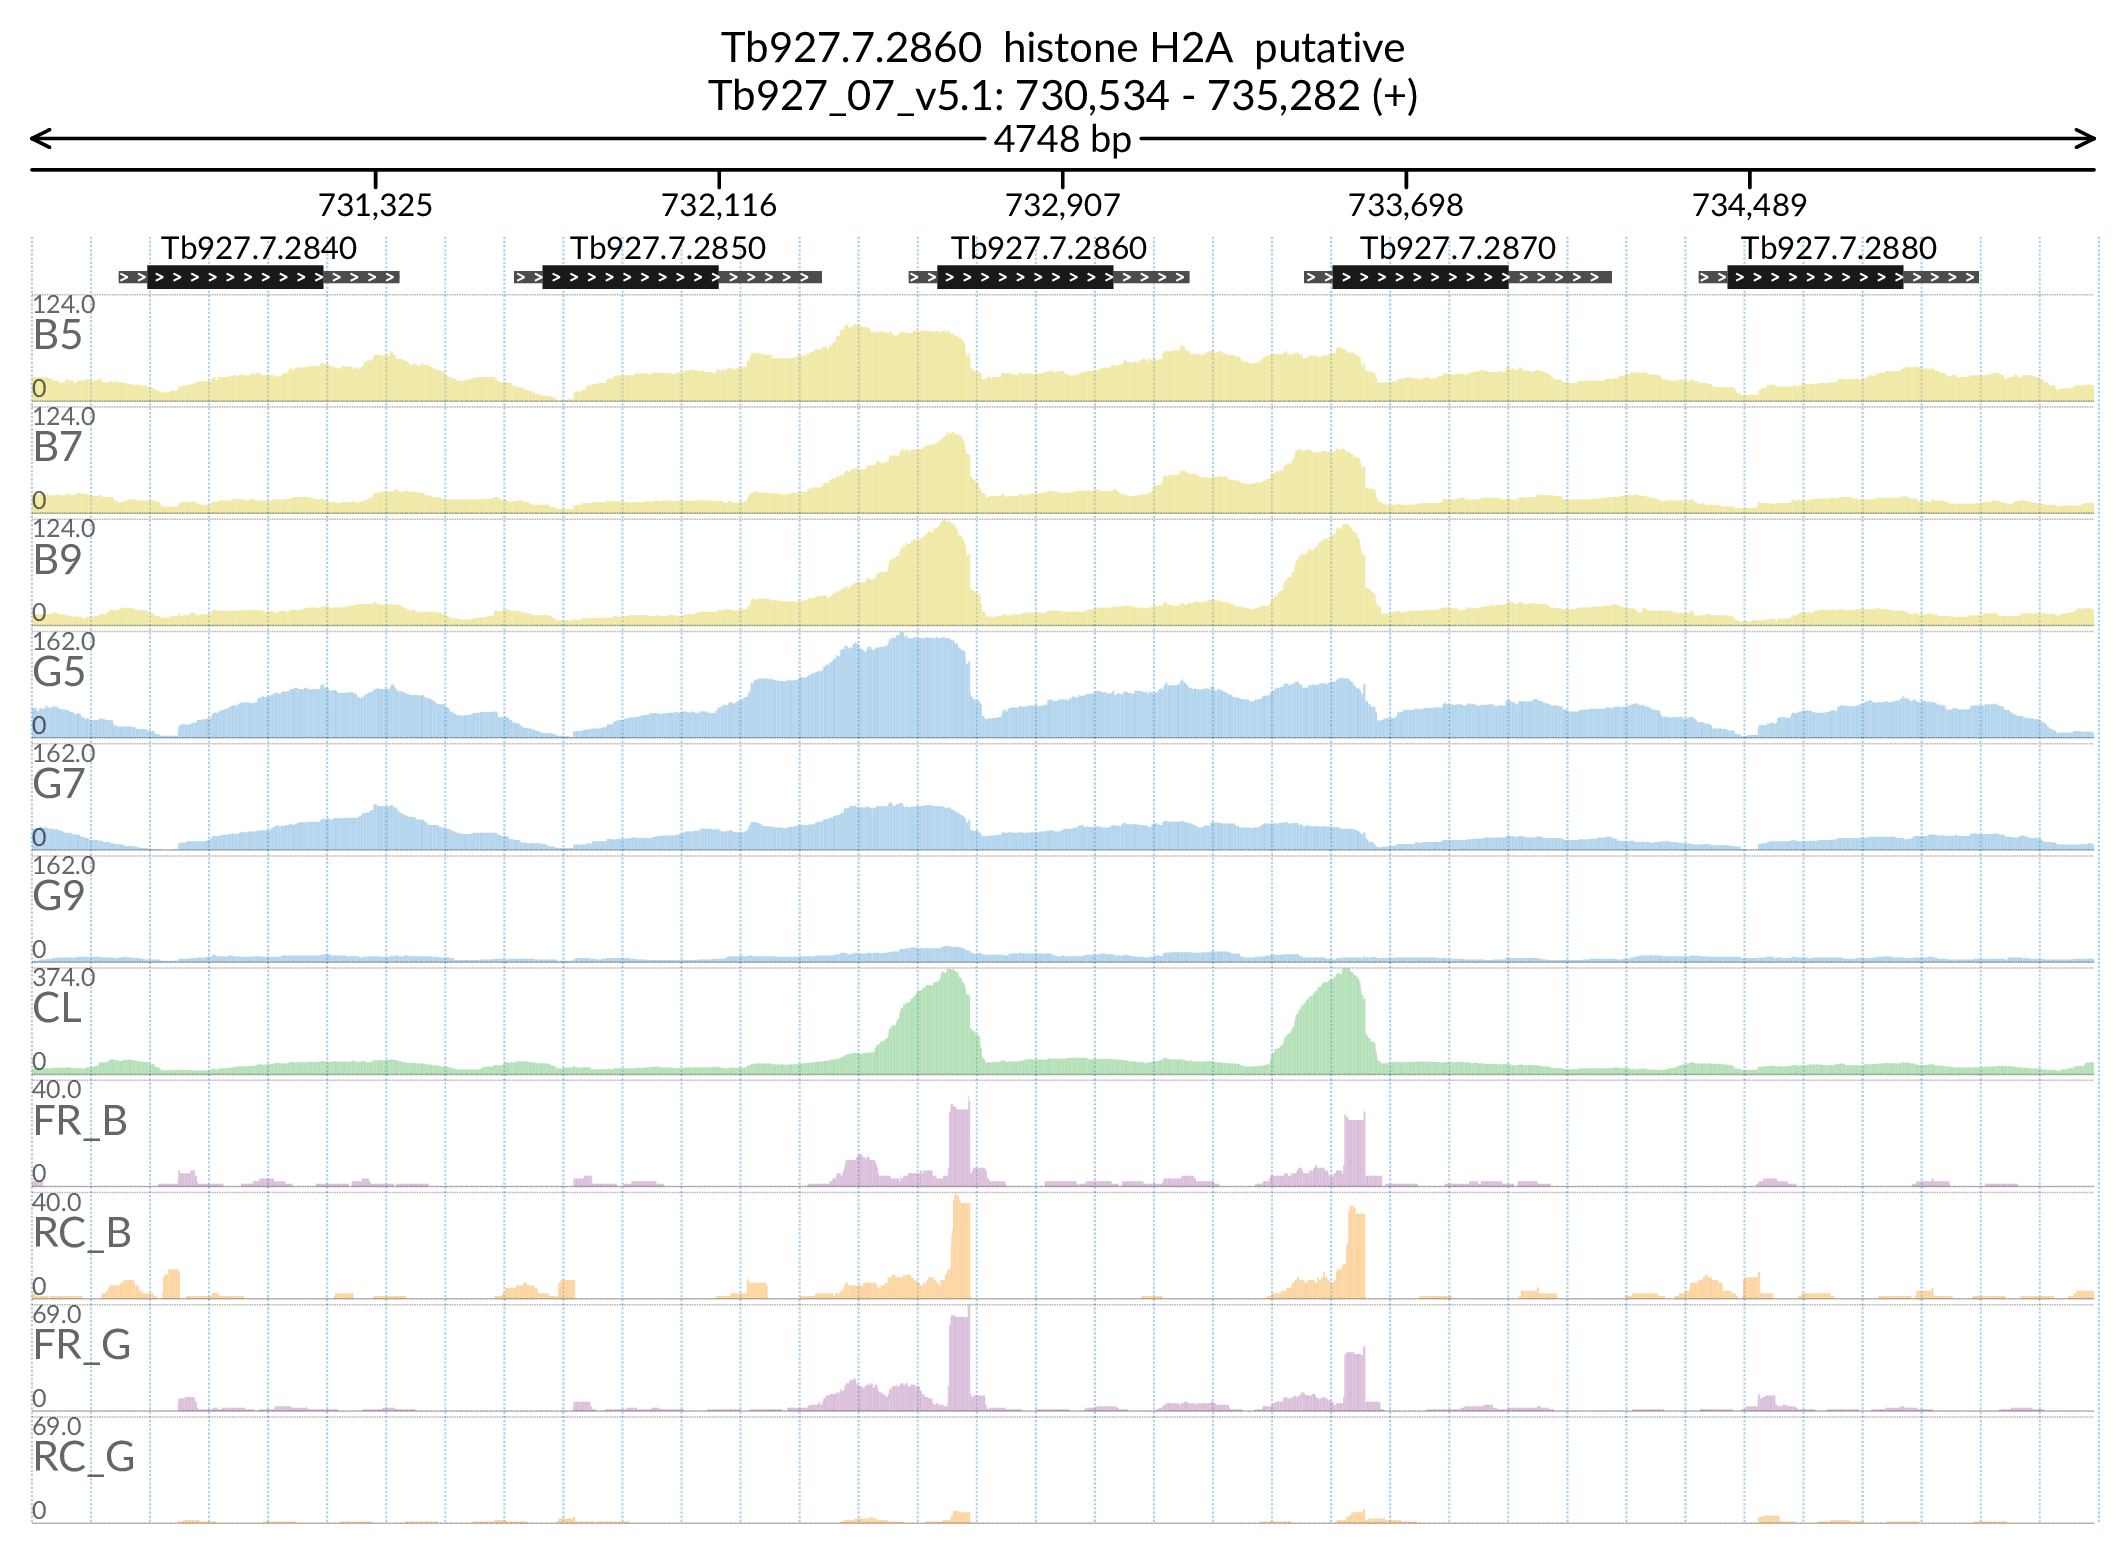 Tb927.7.2860  histone H2A  putative
Tb927_07_v5.1: 730,534 - 735,282 (+)
4748 bp
731,325 732,116 732,907 733,698 734,489
Tb927.7.2840 Tb927.7.2850 Tb927.7.2860 Tb927.7.2870 Tb927.7.2880
124.0
B5
0
124.0
B7
0
124.0
B9
0
162.0
G5
0
162.0
G7
0
162.0
G9
0
374.0
CL
0
40.0
FR_B
0
40.0
RC_B
0
69.0
FR_G
0
69.0
RC_G
0